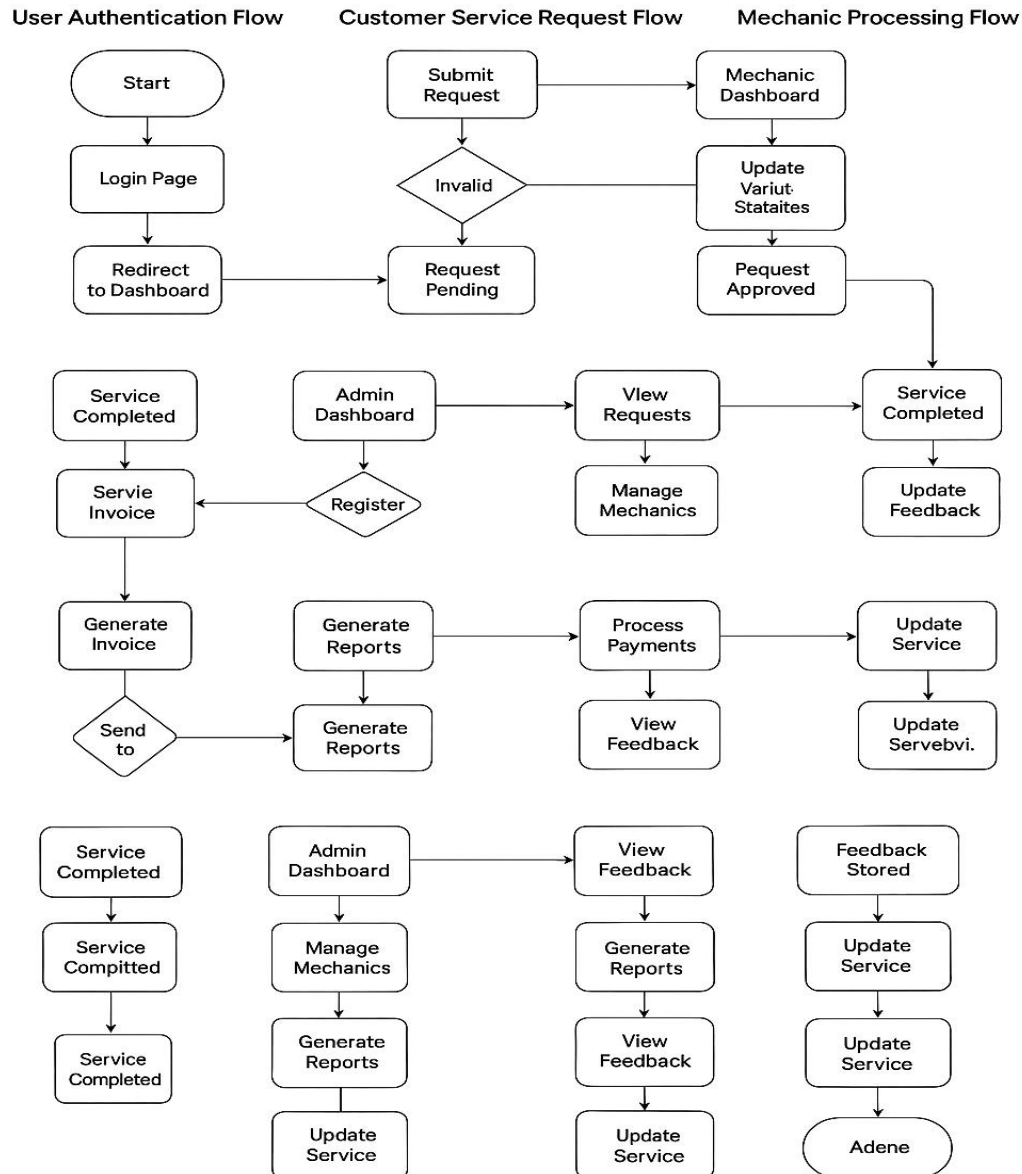 User Authentication Flow
Customer Service Request Flow
Mechanic Processing Flow
Start
Submit
Request
Mechanic
Dashboard
Login Page
Invalid
Update
Variut
Stataites
Redirect
to Dashboard
Request
Pending
Pequest
Approved
Service
Completed
Admin
Dashboard
VIew
Requests
Service
Completed
Servie
Invoice
Register
Manage
Mechanics
Update
Feedback
Generate
Invoice
Generate
Reports
Process
Payments
Update
Service
Send
to
Generate
Reports
View
Feedback
Update
Servebvi.
Service
Completed
Admin
Dashboard
View
Feedback
Feedback
Stored
Service
Compitted
Manage
Mechanics
Generate
Reports
Update
Service
Service
Completed
Generate
Reports
View
Feedback
Update
Service
Update
Service
Update
Service
Adene